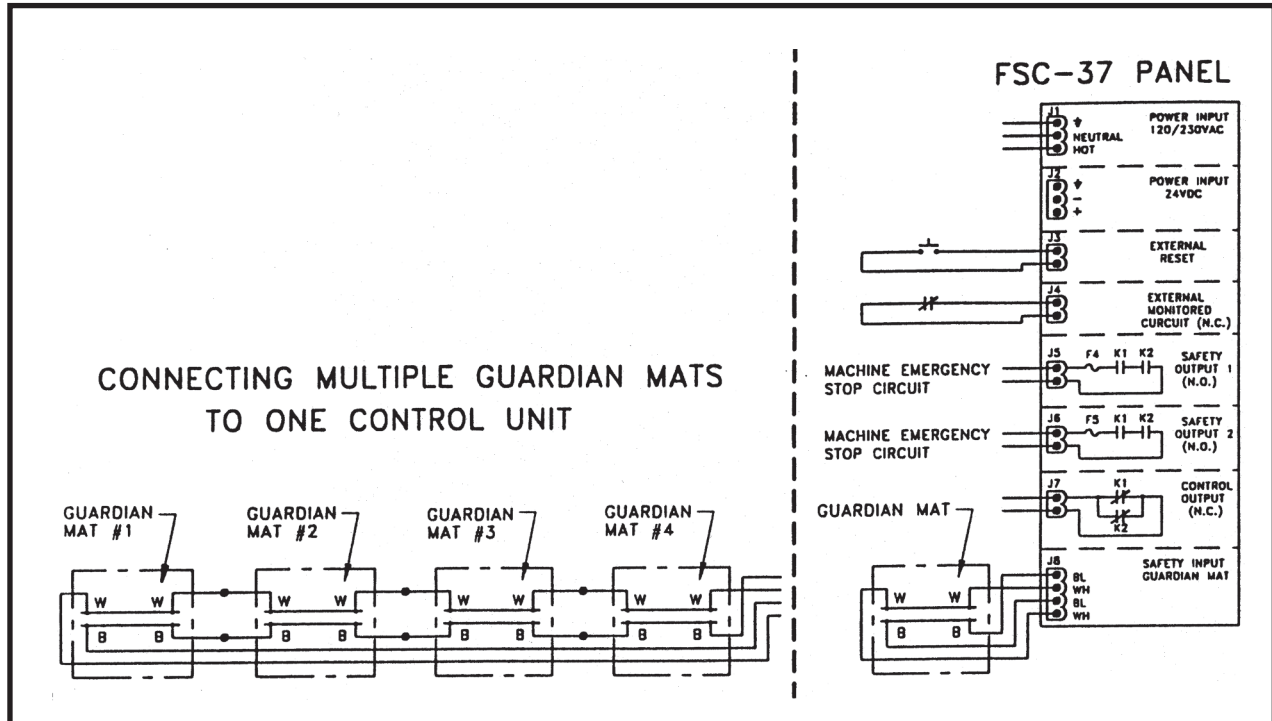 FSC-37 PANEL
J1
NEUTRAL
HOT
POWER INPUT
120/230VAC
J2
-
+
POWER INPUT
24VDC
J3
EXTERNAL
RESET
J4
EXTERNAL
MONITORED
CURCUIT (N.C.)
MACHINE EMERGENCY
STOP CIRCUIT
J5
F4 K1 K2
SAFETY
OUTPUT 1
(N.O.)
MACHINE EMERGENCY
STOP CIRCUIT
J6
F5 K1 K2
SAFETY
OUTPUT 2
(N.O.)
J7
K1
K2
CONTROL
OUTPUT
(N.C.)
GUARDIAN MAT
W W
B B
J8
BL
WH
BL
WH
SAFETY INPUT
GUARDIAN MAT
CONNECTING MULTIPLE GUARDIAN MATS
TO ONE CONTROL UNIT
GUARDIAN
MAT #1
W W
B B
GUARDIAN
MAT #2
W W
B B
GUARDIAN
MAT #3
W W
B B
GUARDIAN
MAT #4
W W
B B